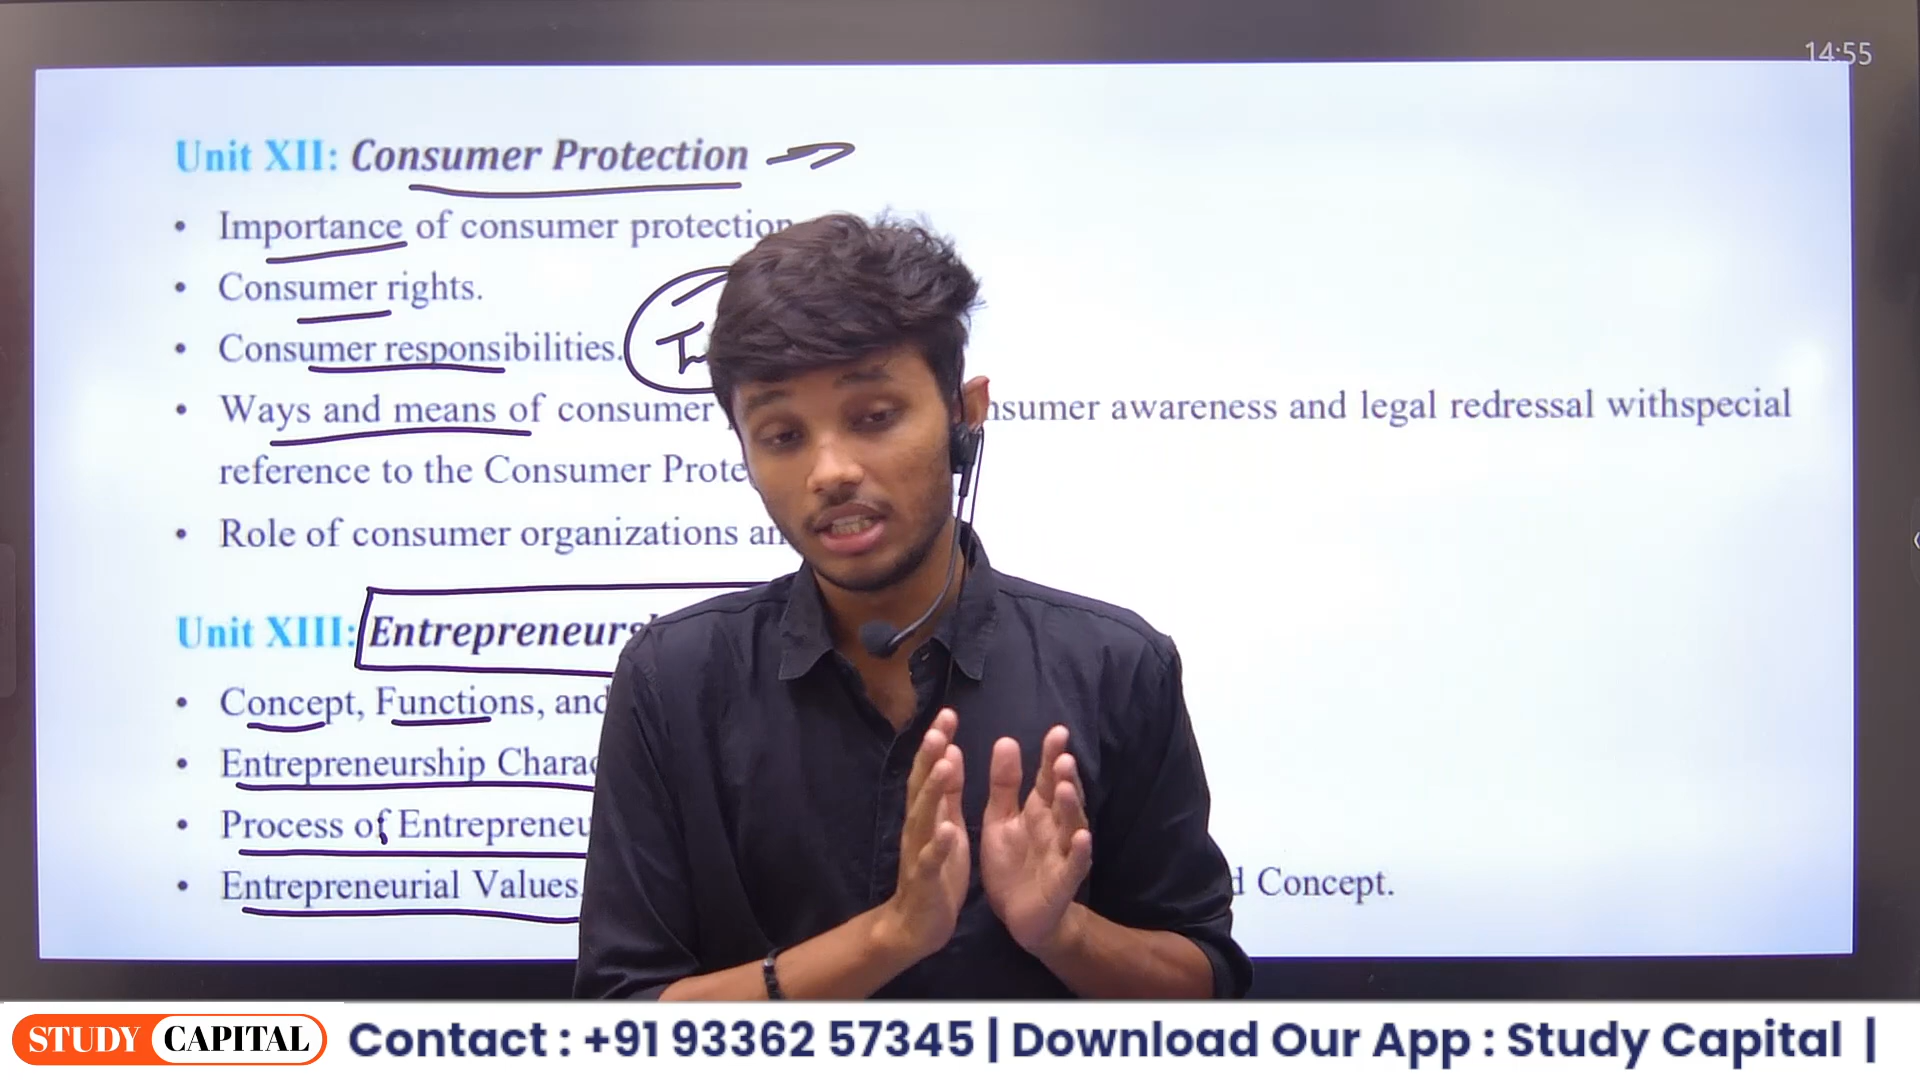 14:55
Unit XII: Consumer Protection
• Importance of consumer protection
• Consumer rights.
• Consumer responsibilities.
• Ways and means of consumer nsumer awareness and legal redressal withspecial
reference to the Consumer Prote
• Role of consumer organizations an
Unit XIII: Entrepreneurs
• Concept, Functions, and
• Entrepreneurship Charac
• Process of Entrepreneu
• Entrepreneurial Values. d Concept.
STUDY CAPITAL Contact : +91 93362 57345 | Download Our App : Study Capital |